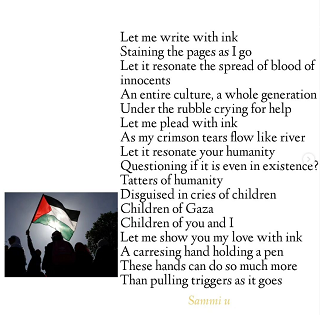 Let me write with ink
Staining the pages as I go
Let it resonate the spread of blood of
innocents
An entire culture, a whole generation
Under the rubble crying for help
Let me plead with ink
As my crimson tears flow like river
Let it resonate your humanity
Questioning if it is even in existence?
Tatters of humanity
Disguised in cries of children
Children of Gaza
Children of you and I
Let me show you my love with ink
A carresing hand holding a pen
These hands can do so much more
Than pulling triggers as it goes
Sammi u